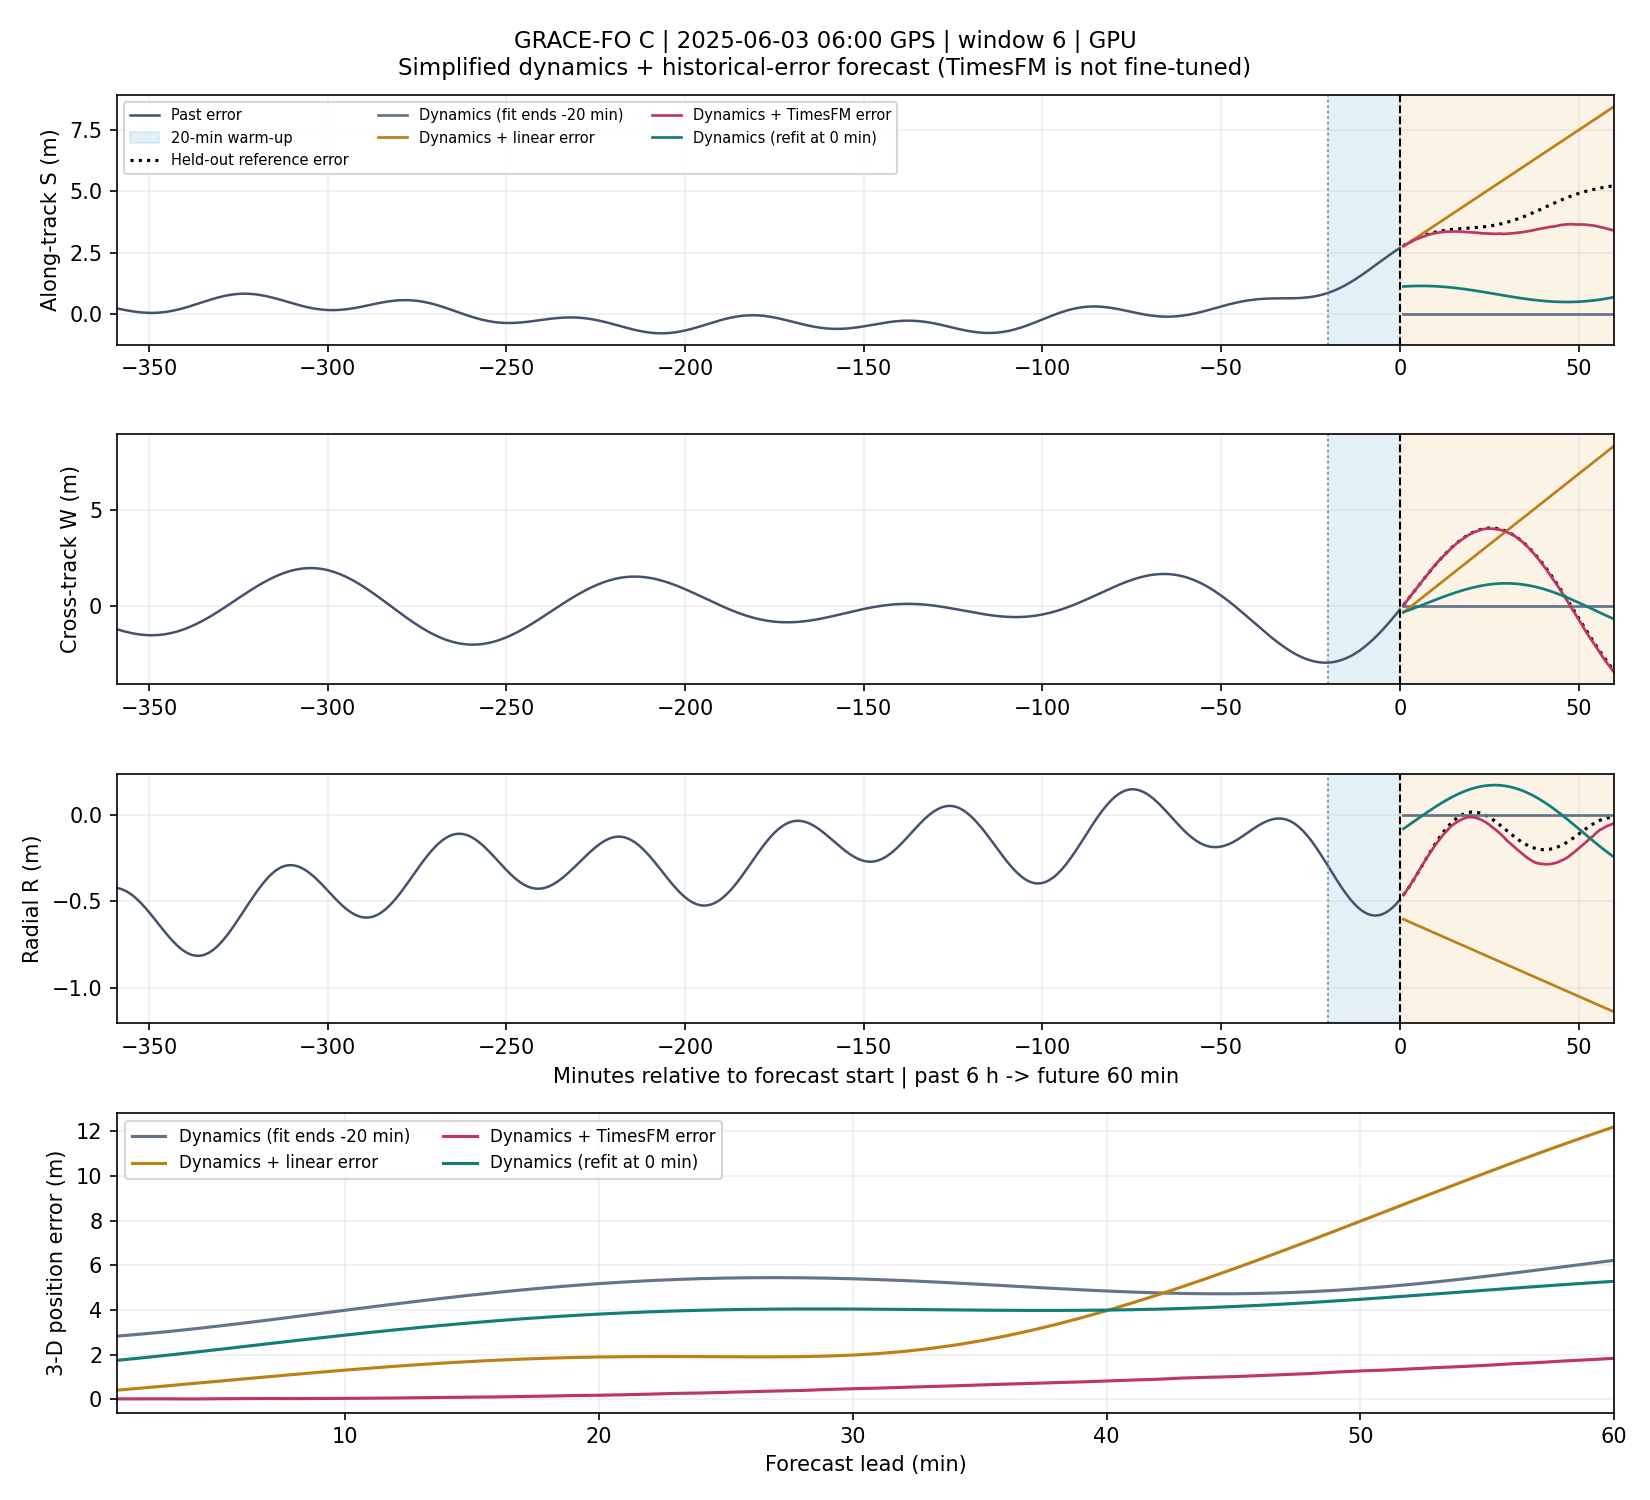 GRACE-FO C | 2025-06-03 06:00 GPS | window 6 | GPU
Simplified dynamics + historical-error forecast (TimesFM is not fine-tuned)
Past error
20-min warm-up
Held-out reference error
Dynamics (fit ends -20 min)
Dynamics + linear error
Dynamics + TimesFM error
Dynamics (refit at 0 min)
Along-track S (m)
7.5
5.0
2.5
0.0
−350 −300 −250 −200 −150 −100 −50 0 50
Cross-track W (m)
5
0
−350 −300 −250 −200 −150 −100 −50 0 50
Radial R (m)
0.0
−0.5
−1.0
−350 −300 −250 −200 −150 −100 −50 0 50
Minutes relative to forecast start | past 6 h -> future 60 min
Dynamics (fit ends -20 min)
Dynamics + linear error
Dynamics + TimesFM error
Dynamics (refit at 0 min)
3-D position error (m)
12
10
8
6
4
2
0
10 20 30 40 50 60
Forecast lead (min)